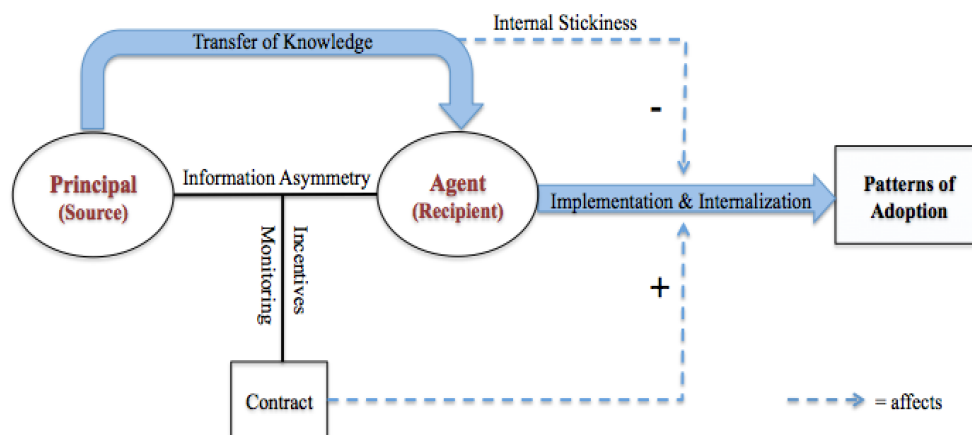 Internal Stickiness
Transfer of Knowledge
-
Principal
(Source)
Information Asymmetry
Agent
(Recipient)
Implementation & Internalization
Patterns of
Adoption
Incentives
Monitoring
+
Contract
= affects